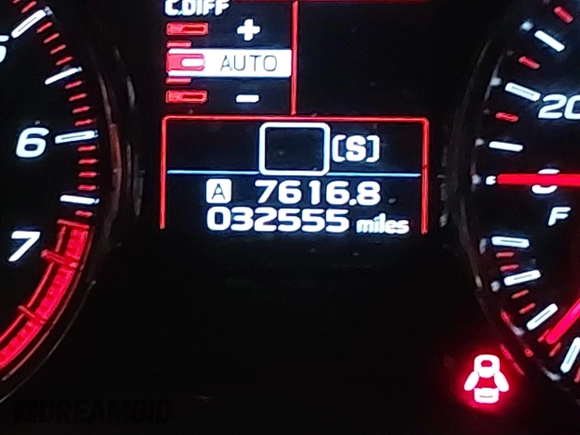 C.DIFF
+
AUTO
-
[S]
A 7616.8
032555 miles
6
7
20
F
DREAMBID